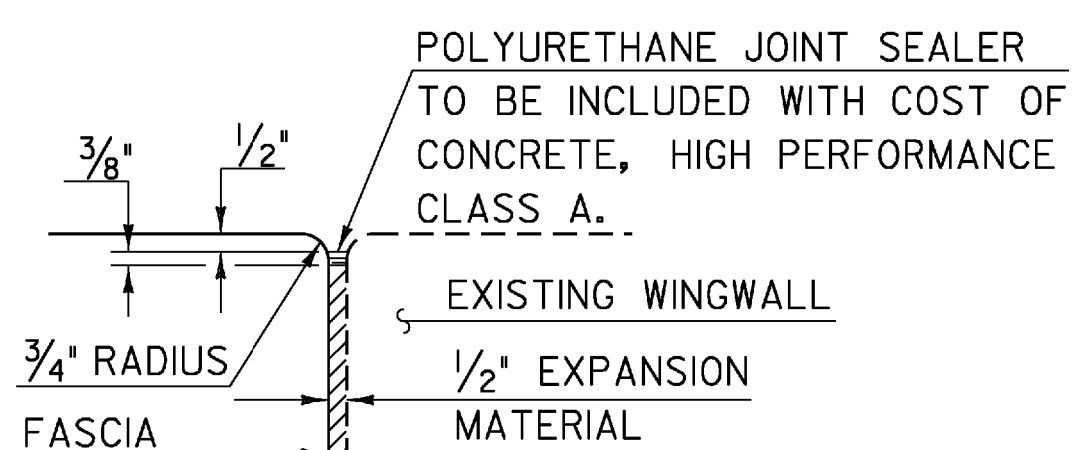 POLYURETHANE JOINT SEALER
TO BE INCLUDED WITH COST OF
CONCRETE, HIGH PERFORMANCE
CLASS A.
3/8"
1/2"
EXISTING WINGWALL
3/4" RADIUS
1/2" EXPANSION
MATERIAL
FASCIA